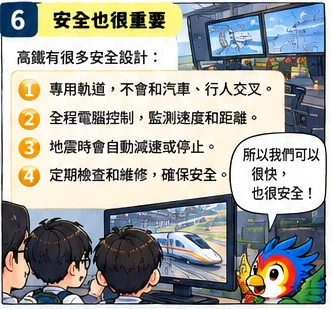 6 安全也很重要
高鐵有很多安全設計：
1 專用軌道，不會和汽車、行人交叉。
2 全程電腦控制，監測速度和距離。
3 地震時會自動減速或停止。
4 定期檢查和維修，確保安全。
所以我們可以
很快，
也很安全！